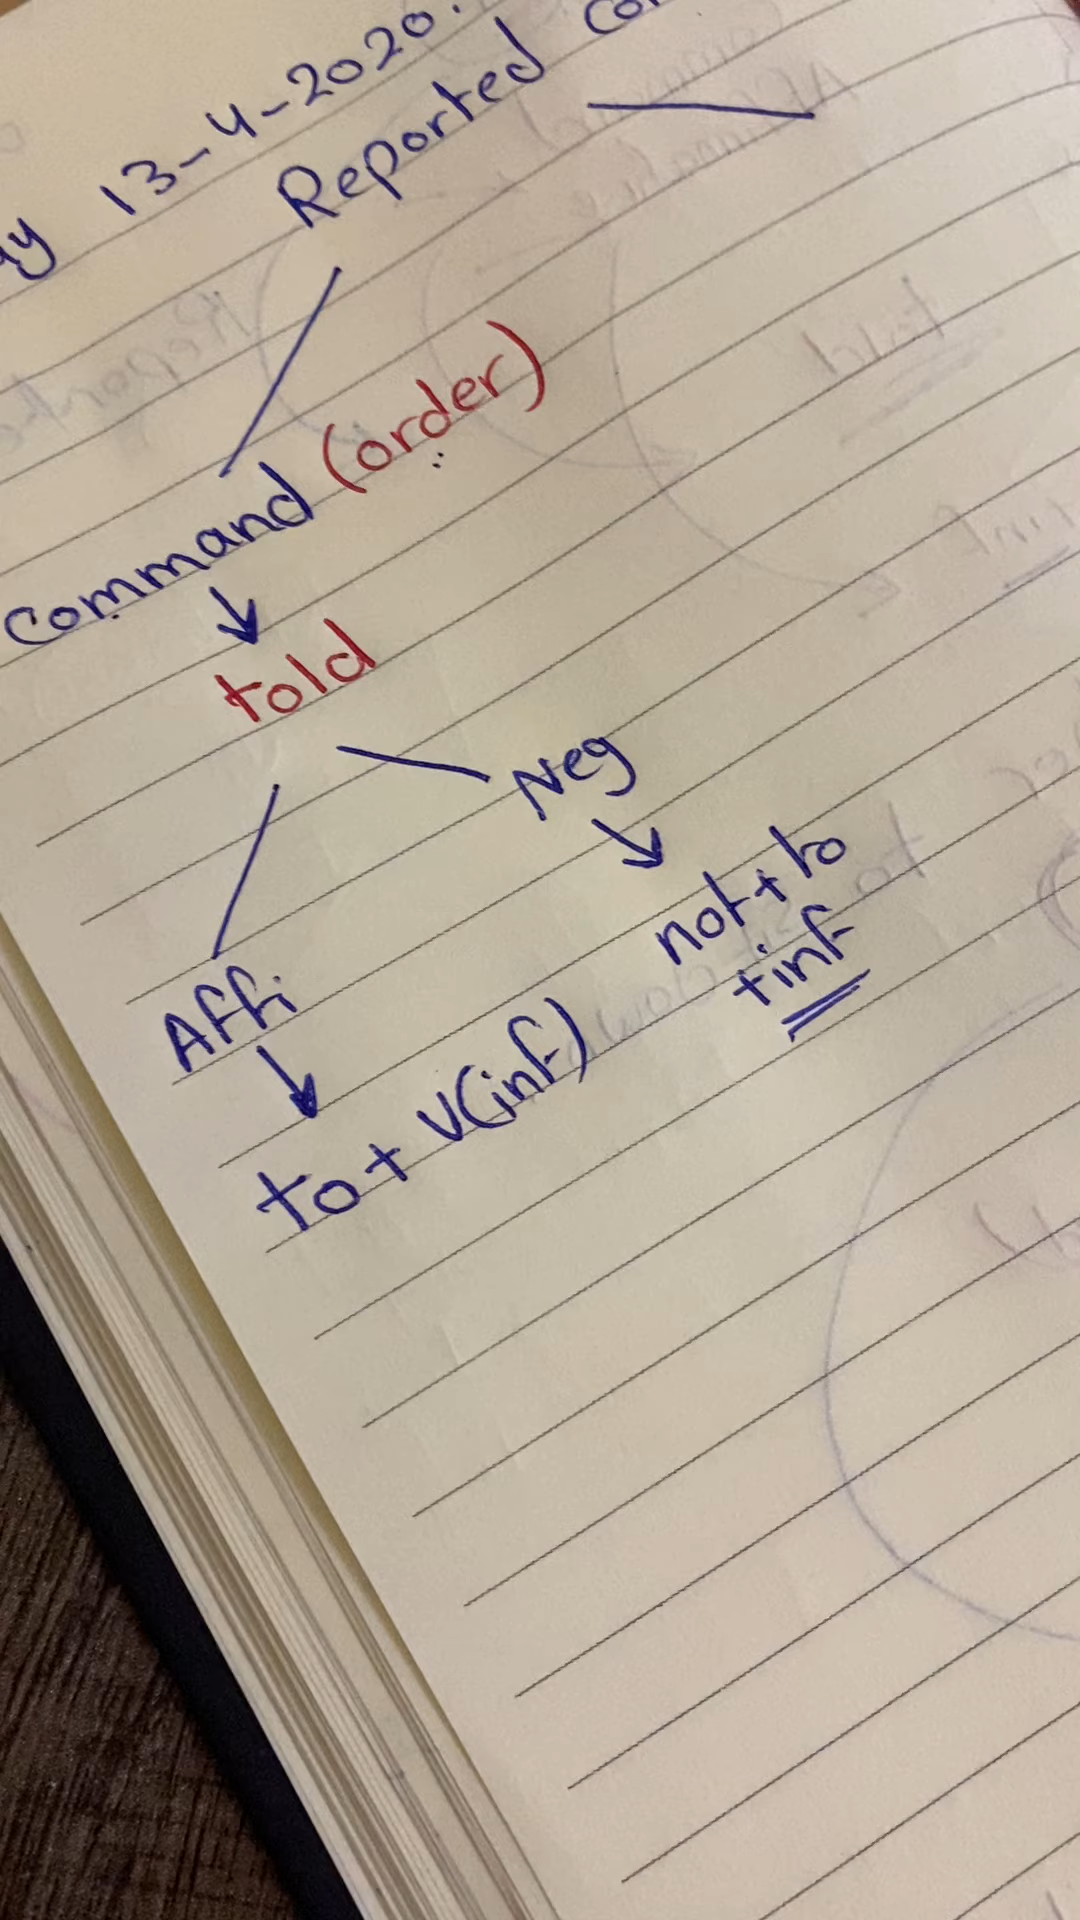 13-4-2020.
Reported
Command (order)
told
Neg
not + to
+ inf
Affi
to + V(inf)